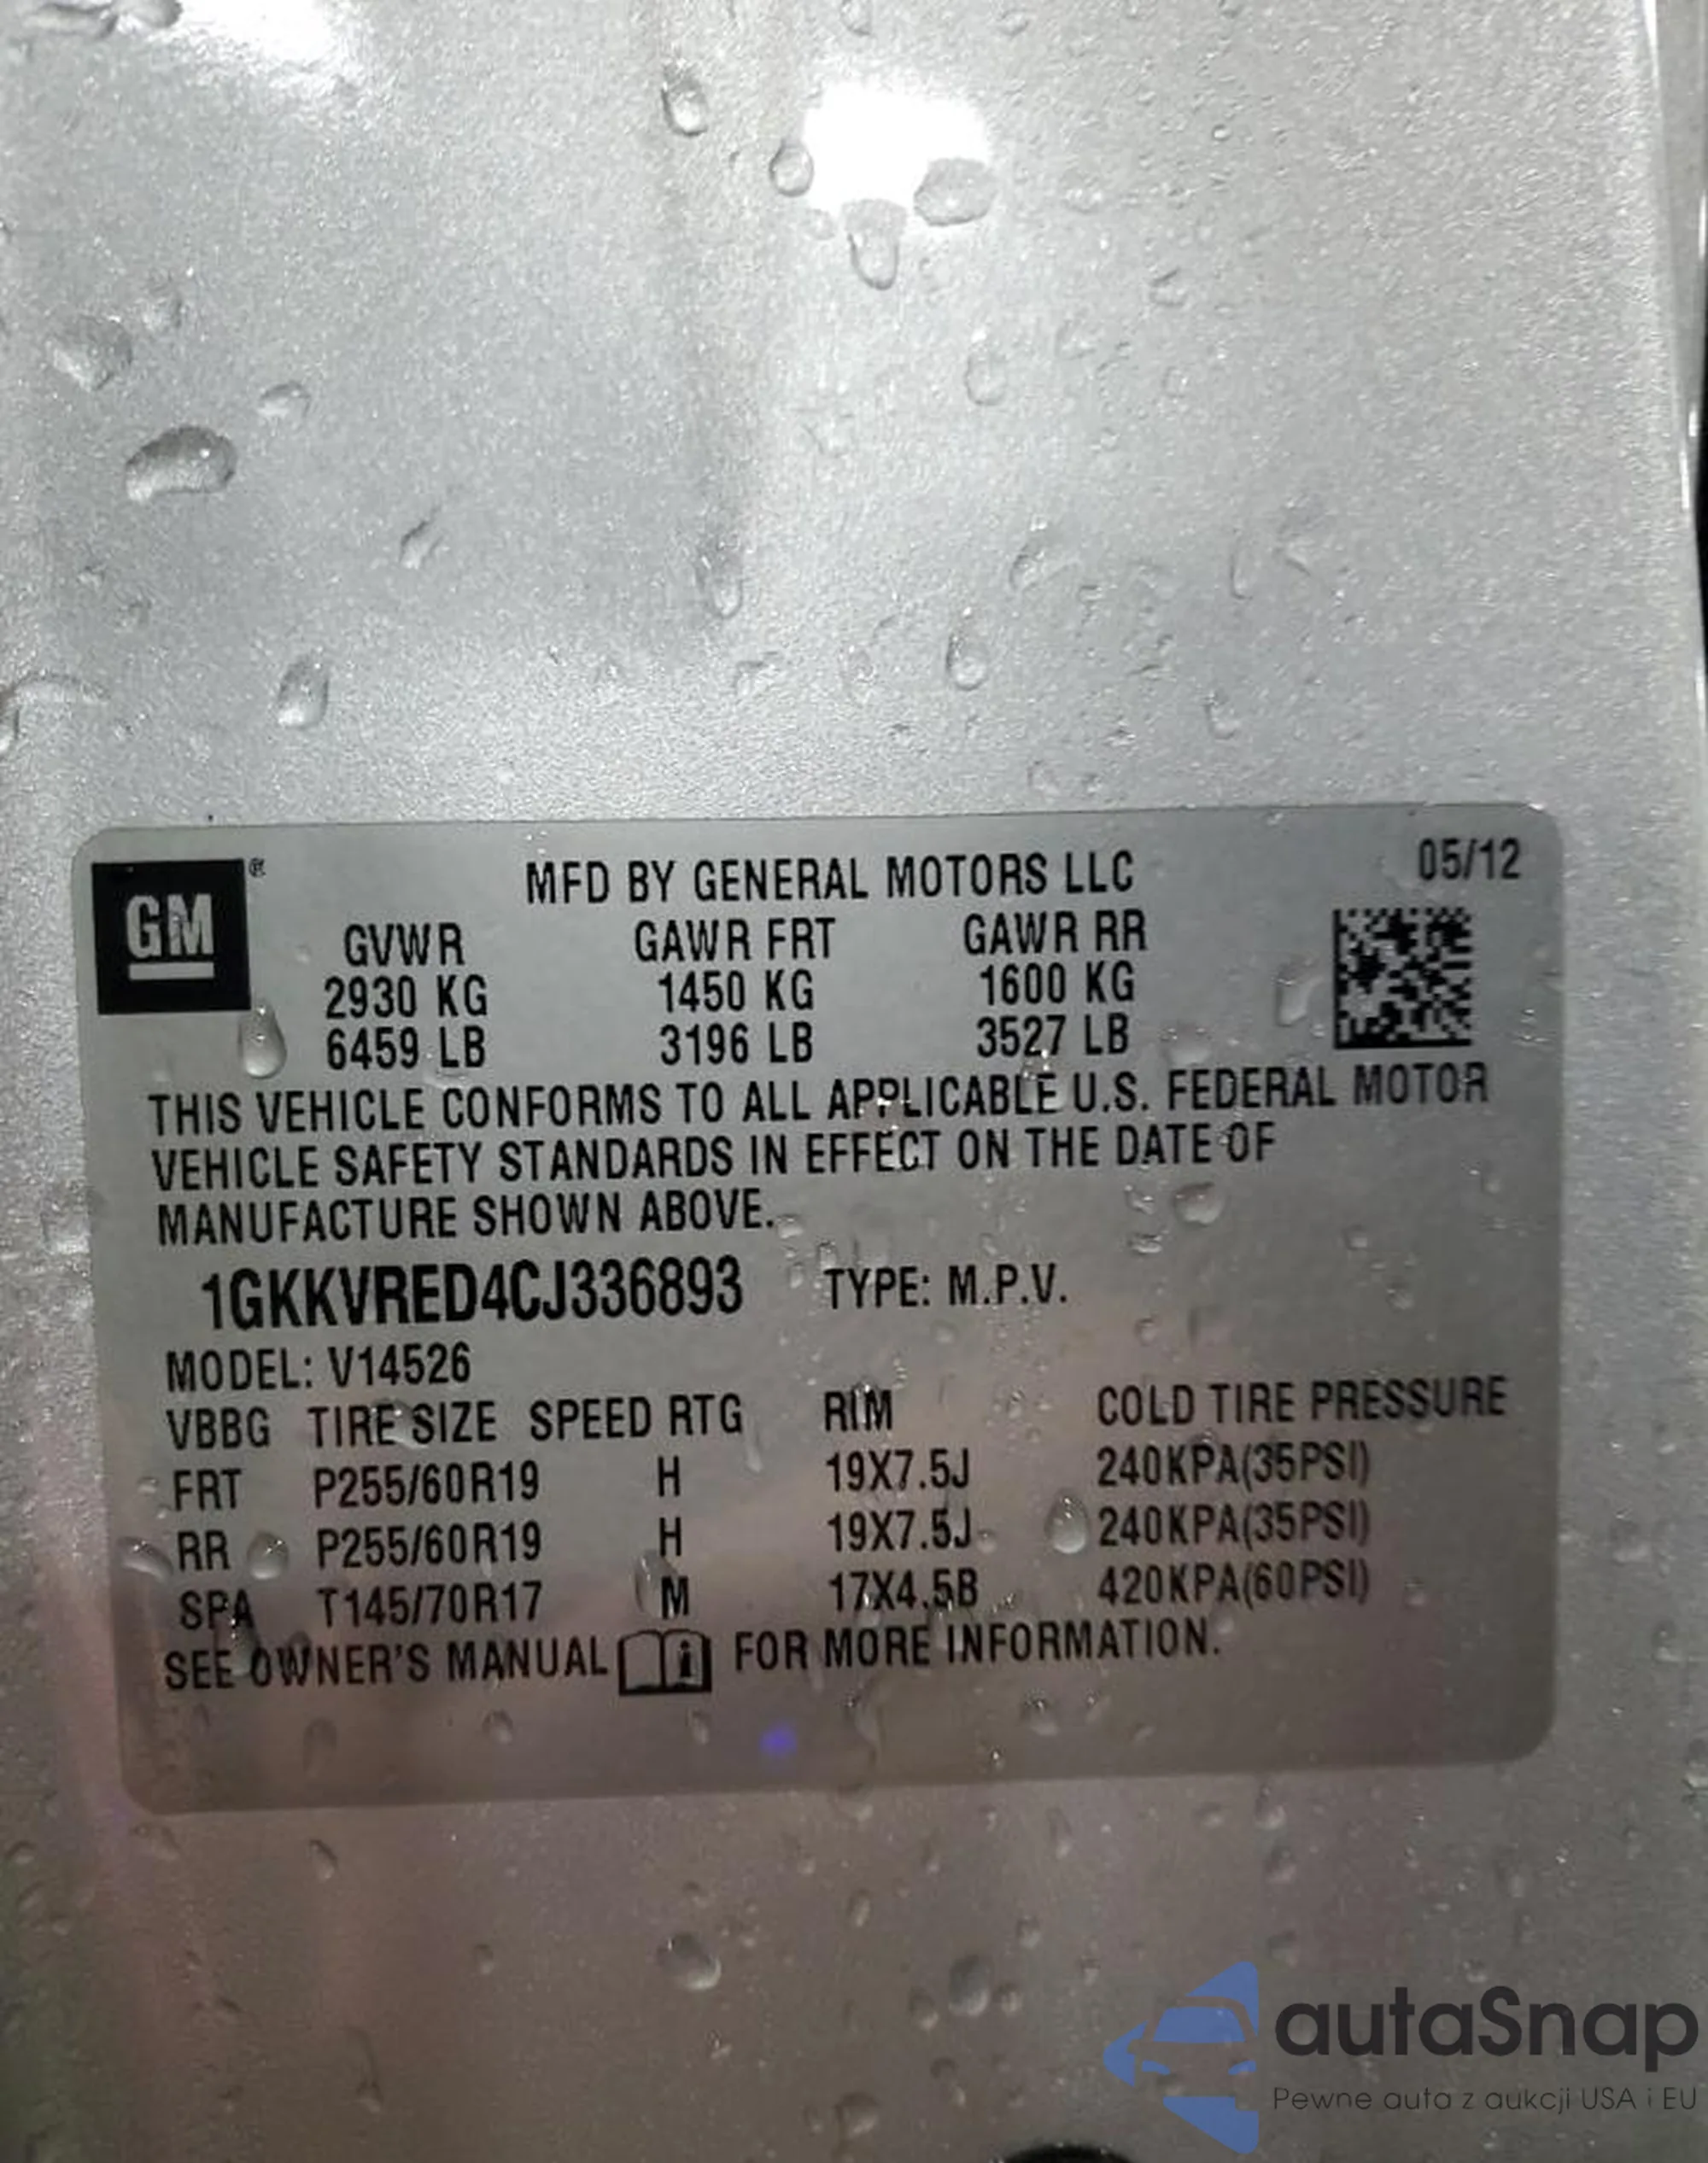 GM®
MFD BY GENERAL MOTORS LLC 05/12
GVWR GAWR FRT GAWR RR
2930 KG 1450 KG 1600 KG
6459 LB 3196 LB 3527 LB
THIS VEHICLE CONFORMS TO ALL APPLICABLE U.S. FEDERAL MOTOR
VEHICLE SAFETY STANDARDS IN EFFECT ON THE DATE OF
MANUFACTURE SHOWN ABOVE.
1GKKVRED4CJ336893 TYPE: M.P.V.
MODEL: V14526
VBBG TIRE SIZE SPEED RTG RIM COLD TIRE PRESSURE
FRT P255/60R19 H 19X7.5J 240KPA(35PSI)
RR P255/60R19 H 19X7.5J 240KPA(35PSI)
SPA T145/70R17 M 17X4.5B 420KPA(60PSI)
SEE OWNER'S MANUAL FOR MORE INFORMATION.
autaSnap
Pewne auta z aukcji USA i EU